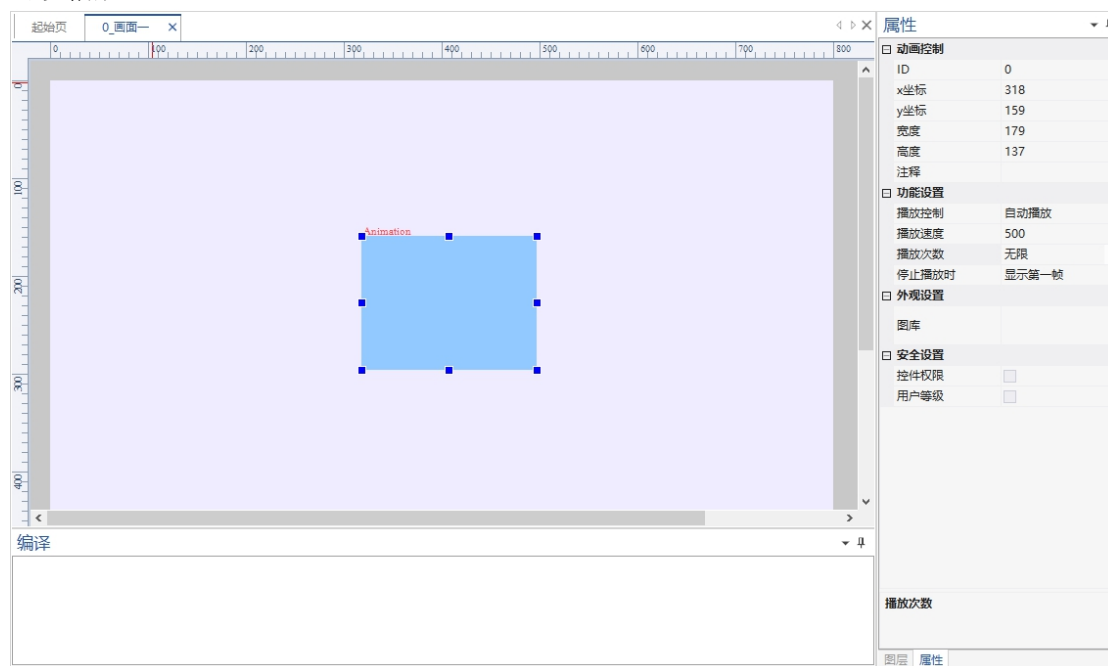 起始页 0_画面一
0 100 200 300 400 500 600 700 800
0
100
200
300
400
Animation
编译
属性
动画控制
ID 0
x坐标 318
y坐标 159
宽度 179
高度 137
注释
功能设置
播放控制 自动播放
播放速度 500
播放次数 无限
停止播放时 显示第一帧
外观设置
图库
安全设置
控件权限
用户等级
播放次数
图层 属性